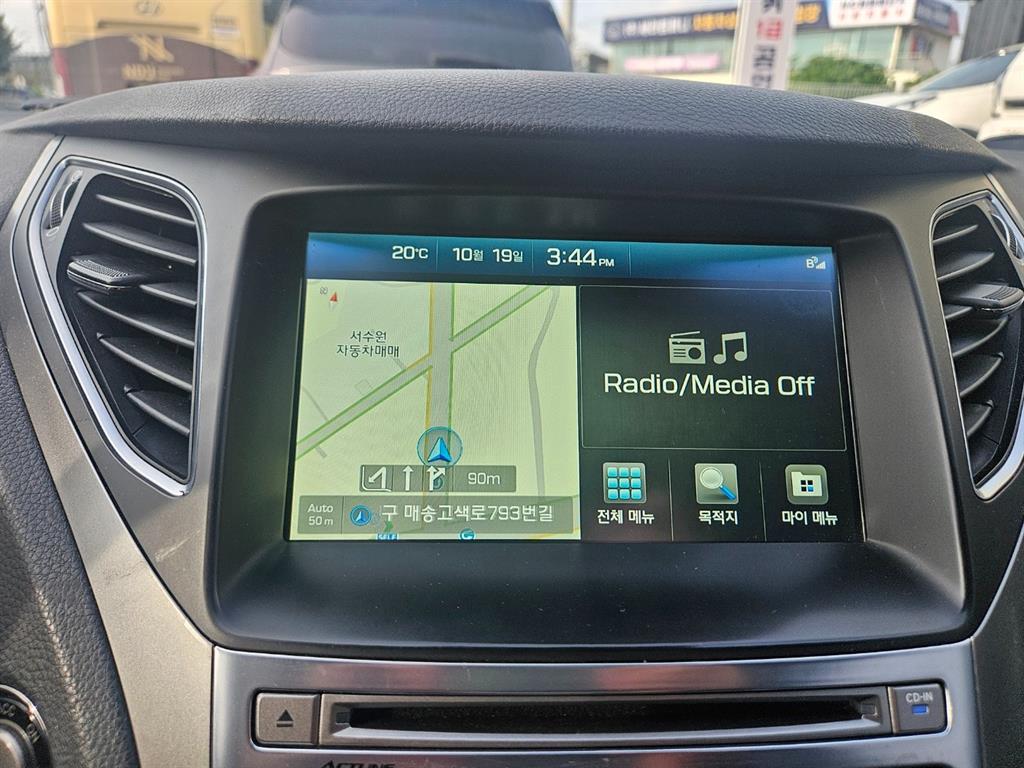 20°C 10월 19일 3:44 PM
서수원
자동차매매
Radio/Media Off
90m
Auto
50 m
구 매송고색로793번길
전체 메뉴 목적지 마이 메뉴
CD-IN